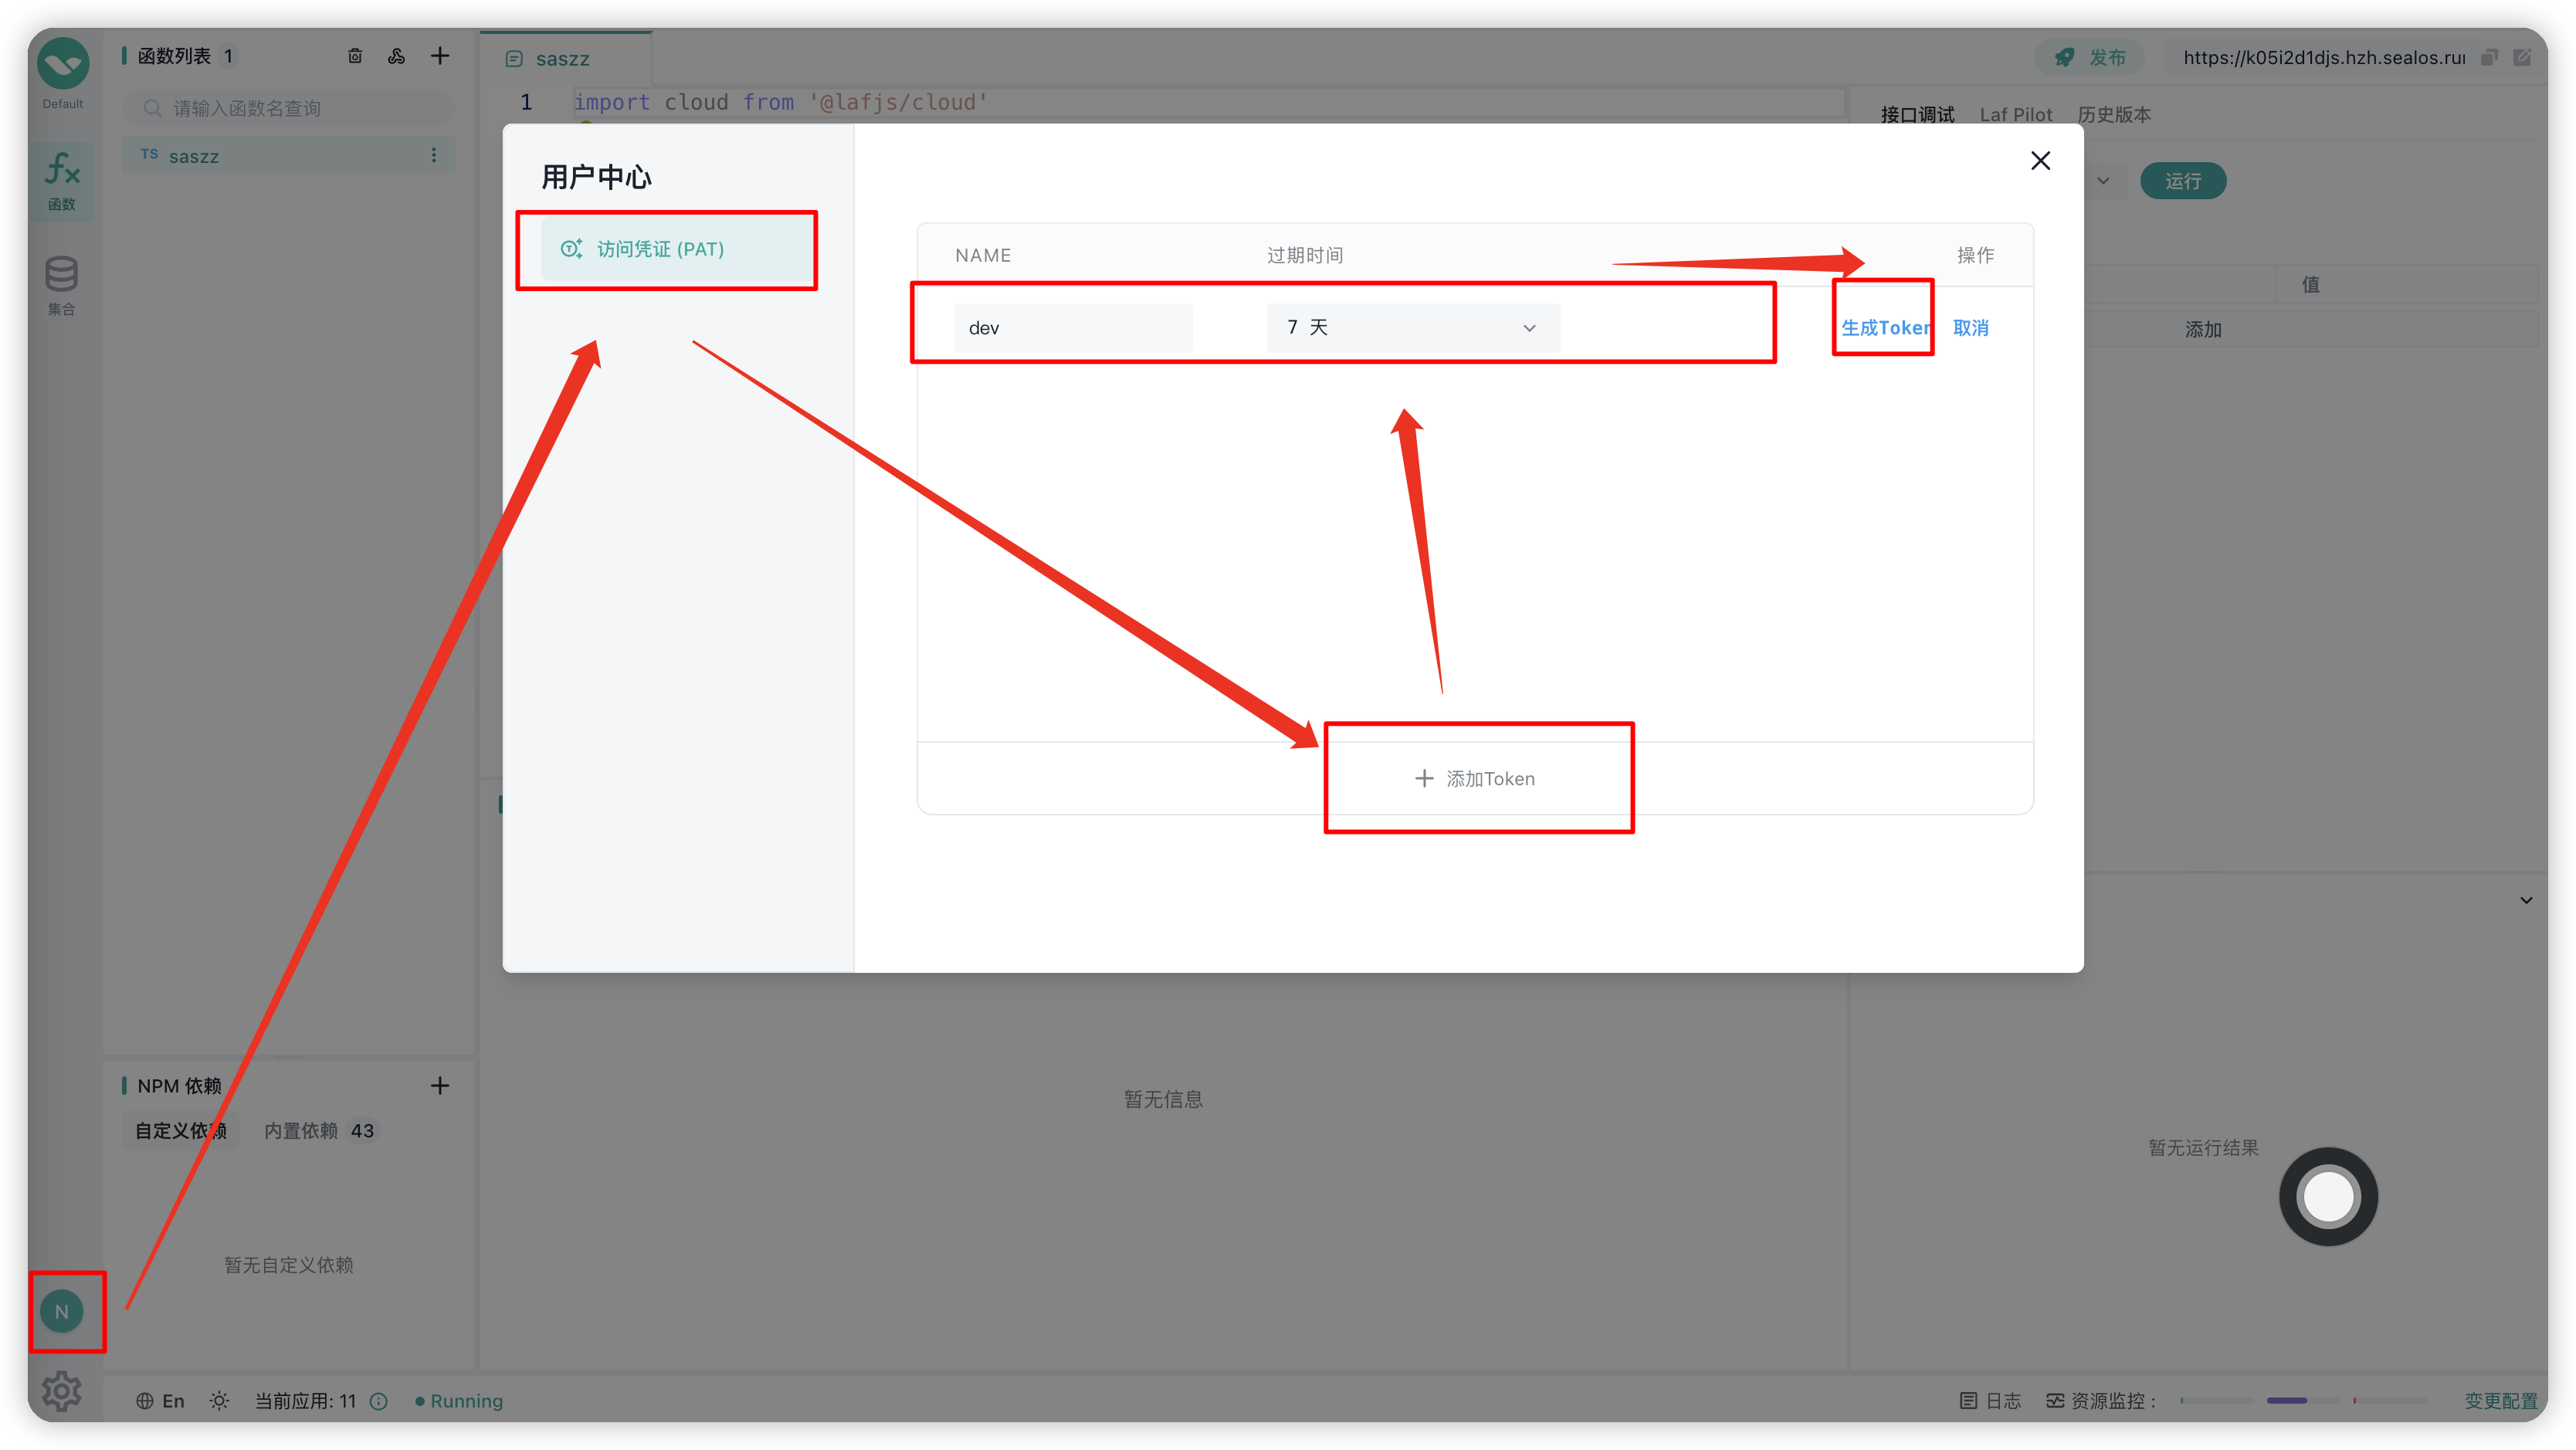 Default
函数
集合
N
函数列表 1
请输入函数名查询
TS saszz
NPM 依赖
自定义依赖 内置依赖 43
暂无自定义依赖
saszz
1 import cloud from '@lafjs/cloud'
发布 https://k05i2d1djs.hzh.sealos.ru
接口调试 Laf Pilot 历史版本
运行
值
添加
用户中心
访问凭证 (PAT)
NAME 过期时间 操作
dev 7 天 生成Token 取消
添加Token
暂无信息
暂无运行结果
En 当前应用: 11 Running
日志 资源监控 : 变更配置